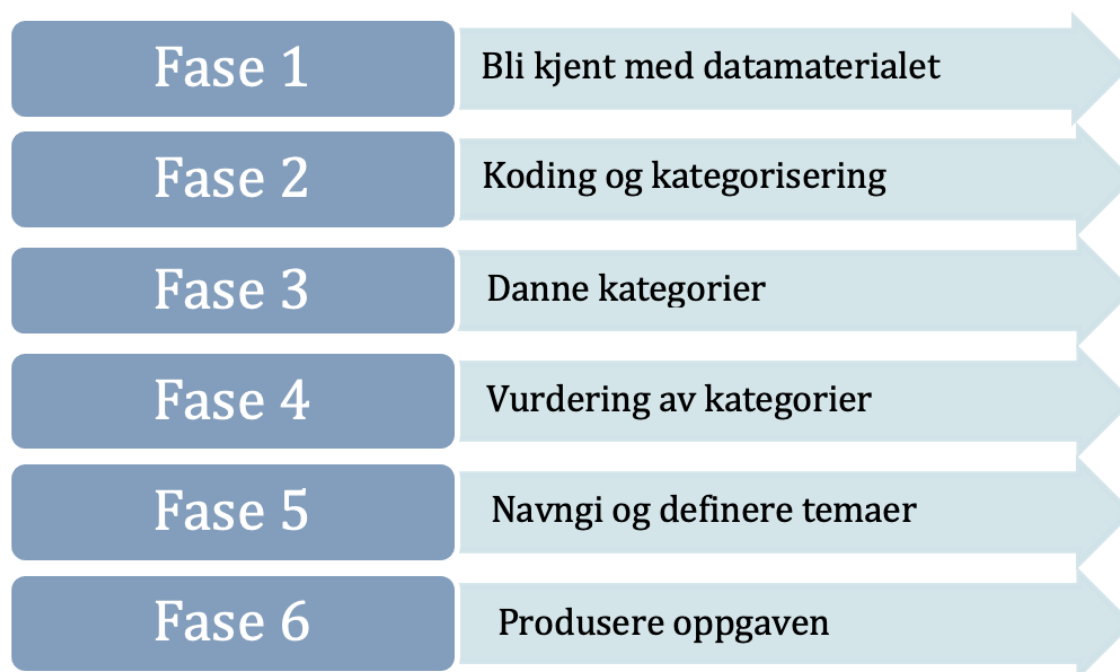 Fase 1
Bli kjent med datamaterialet
Fase 2
Koding og kategorisering
Fase 3
Danne kategorier
Fase 4
Vurdering av kategorier
Fase 5
Navngi og definere temaer
Fase 6
Produsere oppgaven